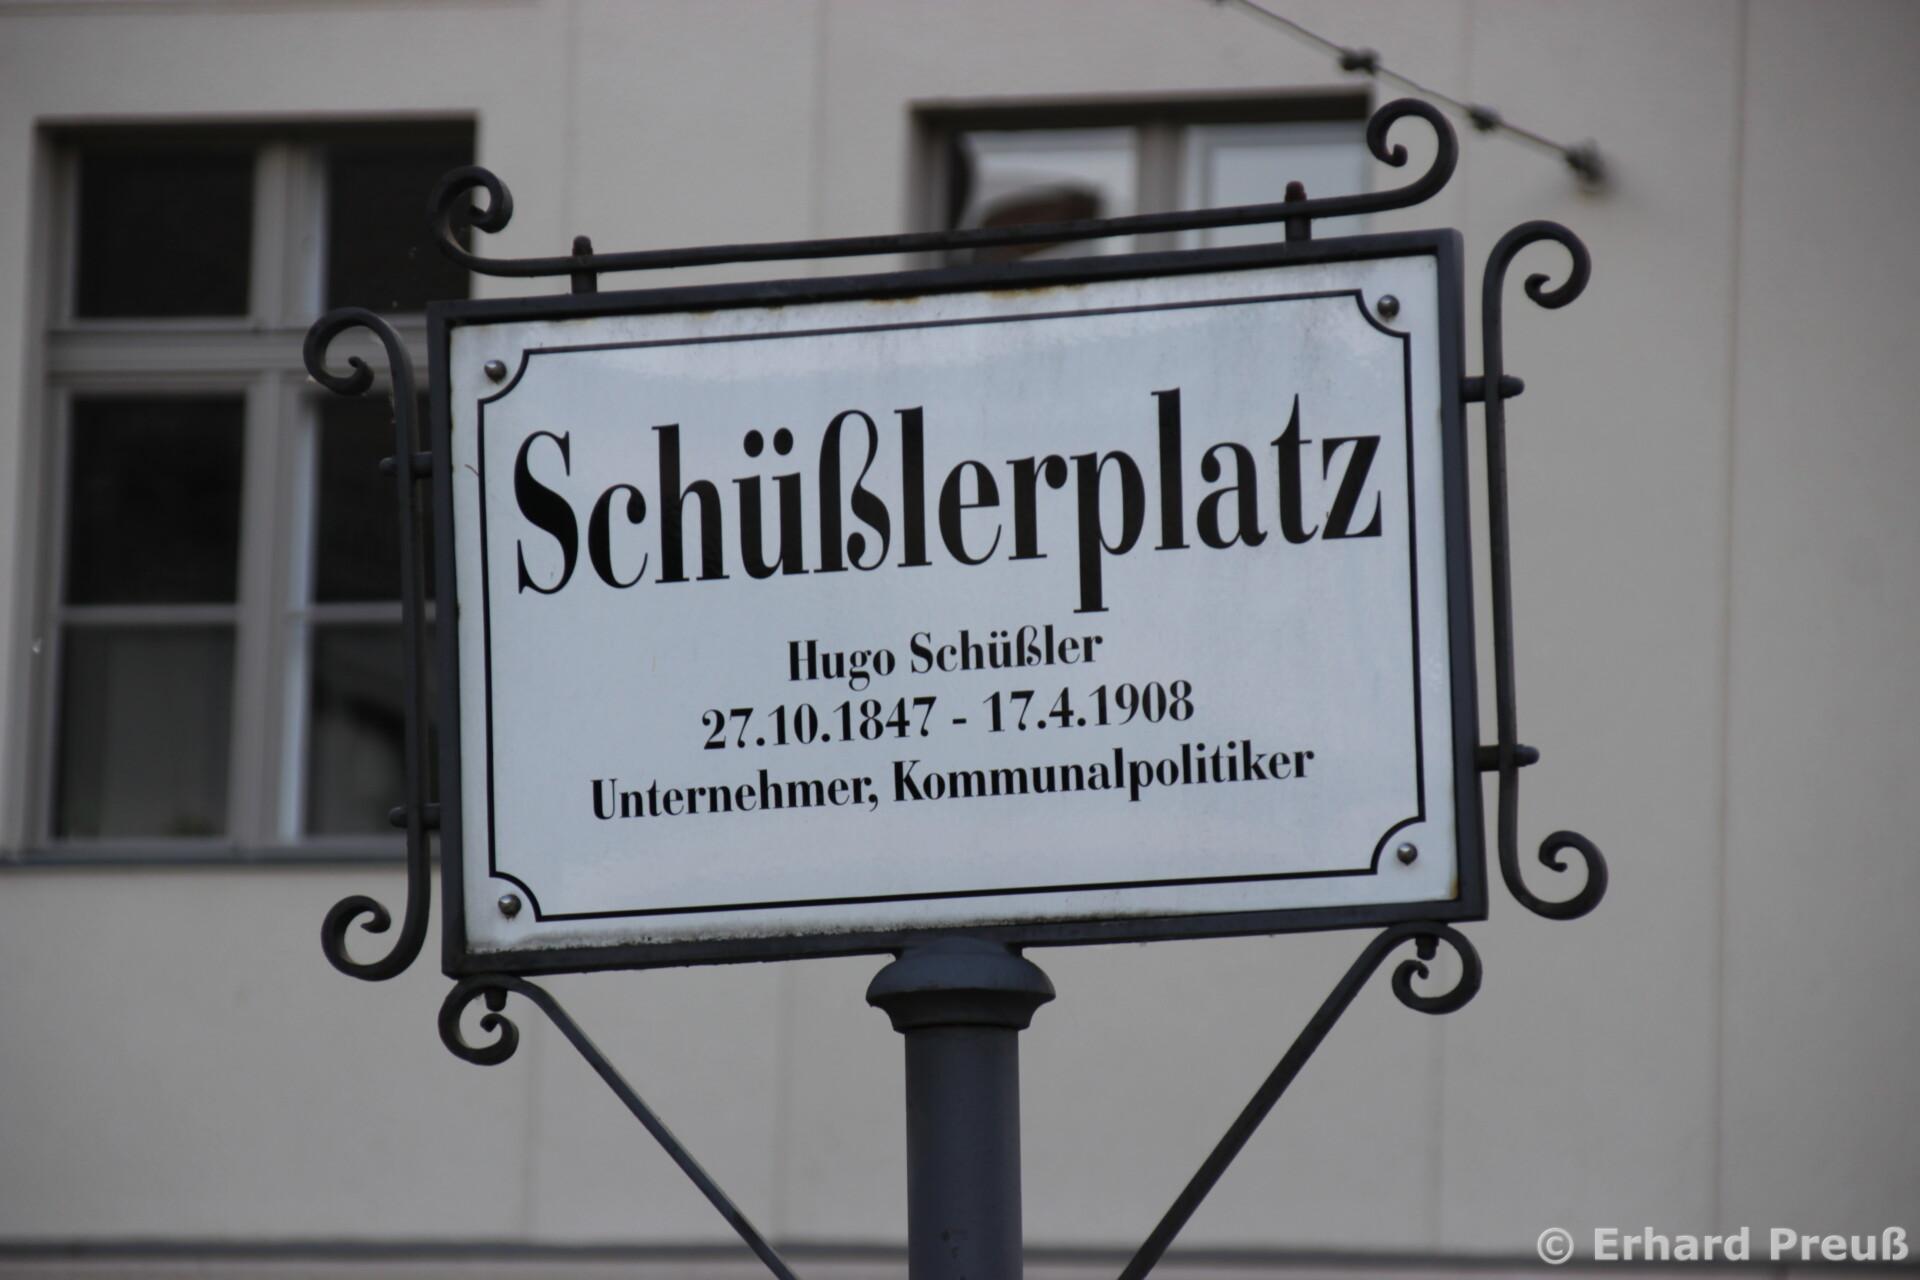 Schüßlerplatz
Hugo Schüßler
27.10.1847 - 17.4.1908
Unternehmer, Kommunalpolitiker
© Erhard Preuß